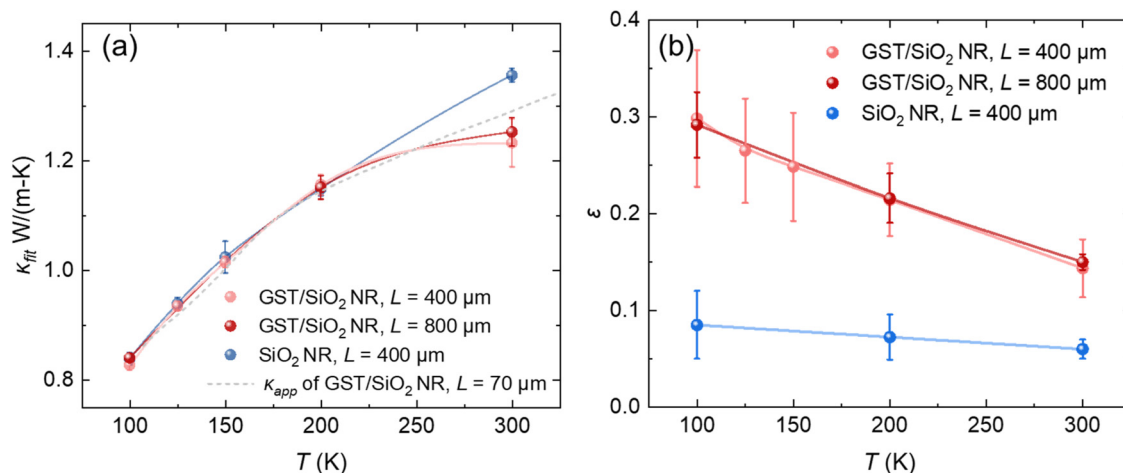 (a)
1.4
1.2
1.0
0.8
κfit W/(m-K)
GST/SiO2 NR, L = 400 μm
GST/SiO2 NR, L = 800 μm
SiO2 NR, L = 400 μm
κapp of GST/SiO2 NR, L = 70 μm
100 150 200 250 300
T (K)
(b)
0.4
0.3
0.2
0.1
0.0
ε
GST/SiO2 NR, L = 400 μm
GST/SiO2 NR, L = 800 μm
SiO2 NR, L = 400 μm
100 150 200 250 300
T (K)